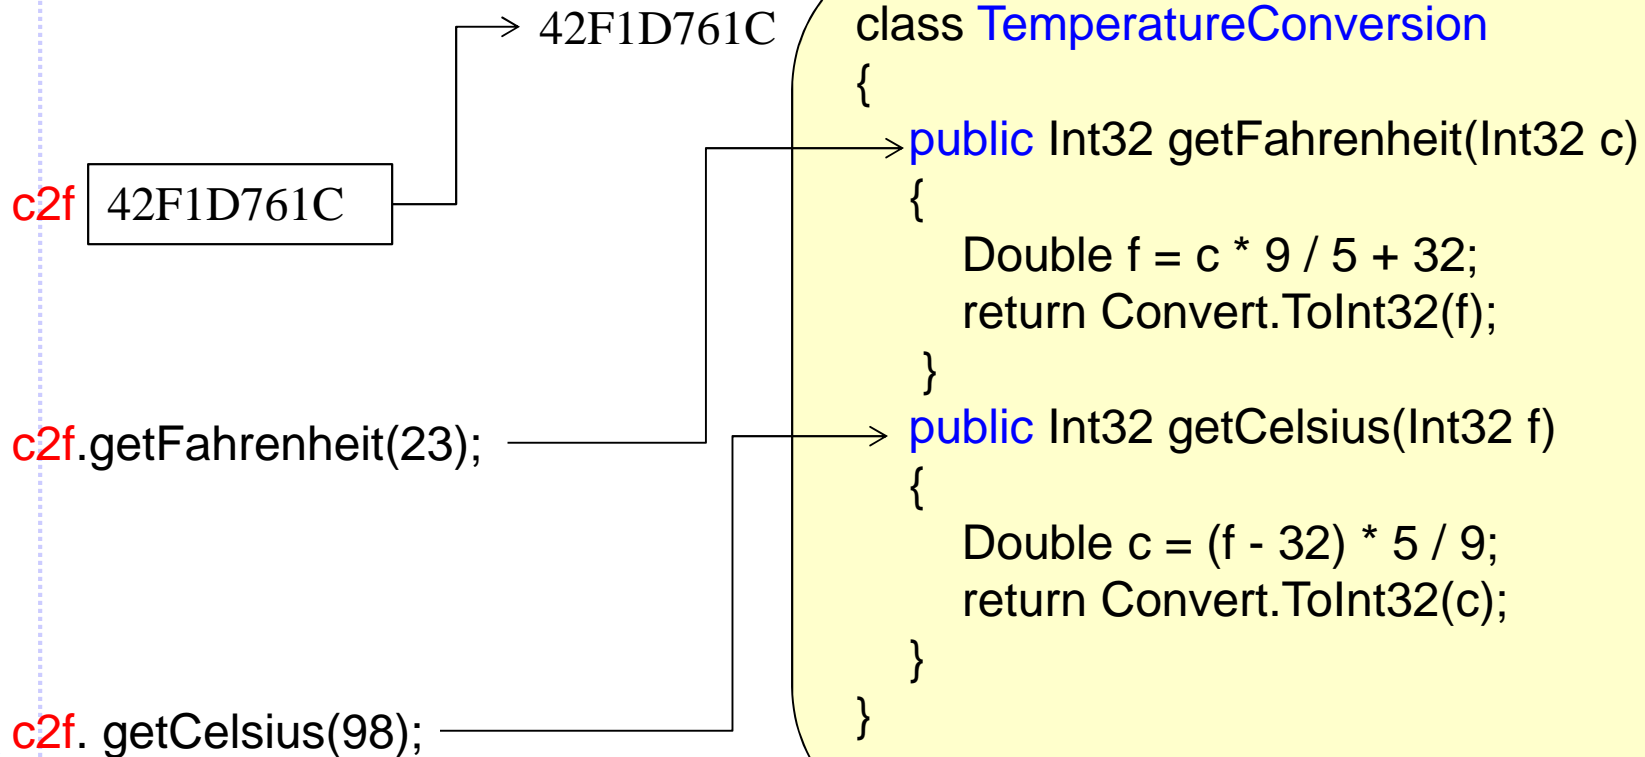 42F1D761C
c2f 42F1D761C
c2f.getFahrenheit(23);
c2f. getCelsius(98);
class TemperatureConversion
{
public Int32 getFahrenheit(Int32 c)
{
Double f = c * 9 / 5 + 32;
return Convert.ToInt32(f);
}
public Int32 getCelsius(Int32 f)
{
Double c = (f - 32) * 5 / 9;
return Convert.ToInt32(c);
}
}